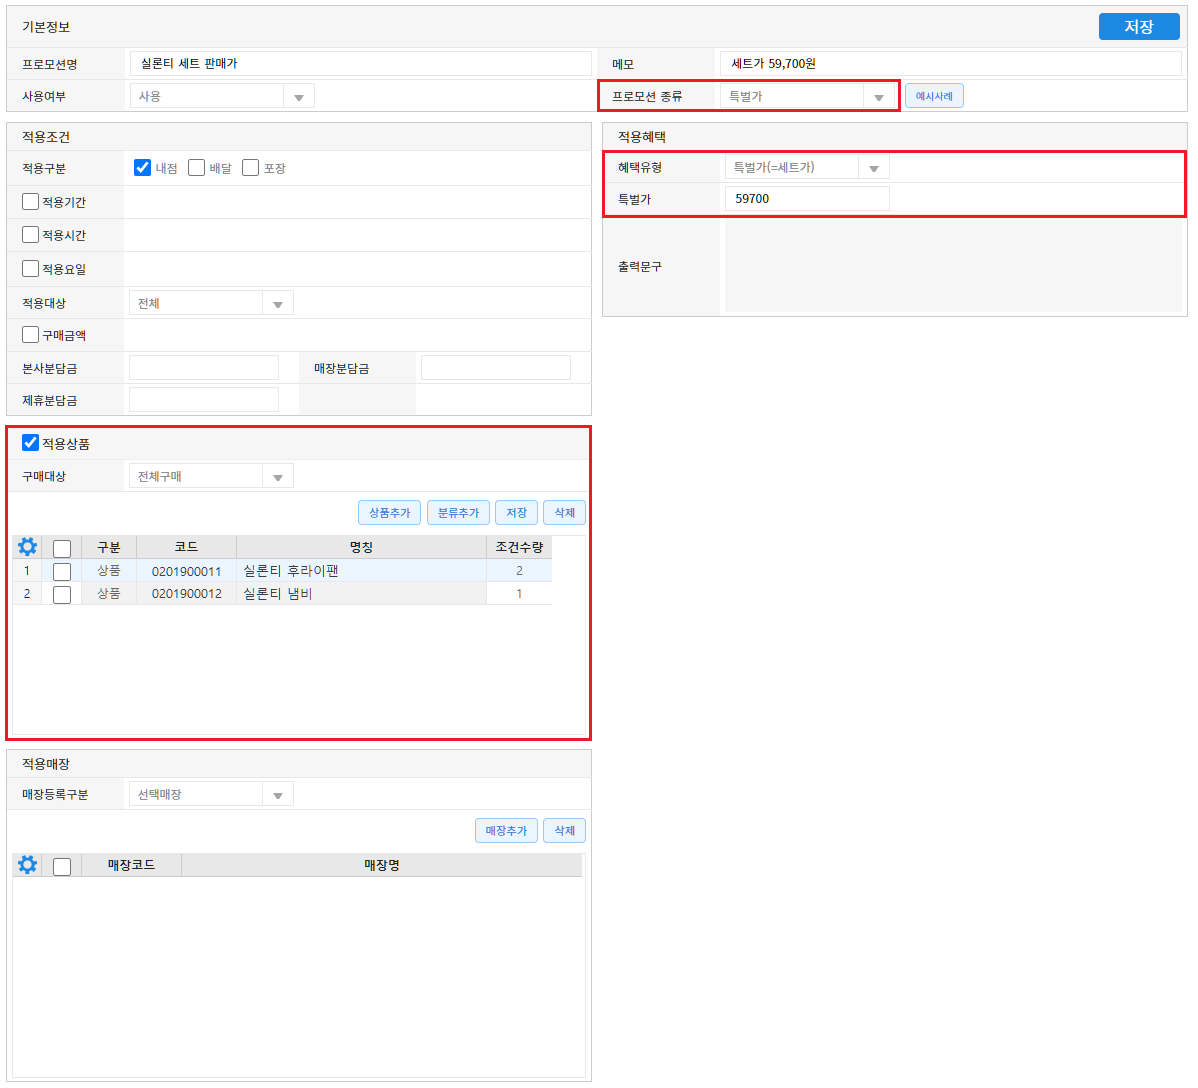 기본정보
저장
프로모션명 실론티 세트 판매가 메모 세트가 59,700원
사용여부 사용 프로모션 종류 특별가 예시사례
적용조건
적용구분 내점 배달 포장
적용기간
적용시간
적용요일
적용대상 전체
구매금액
본사분담금 매장분담금
제휴분담금
적용혜택
혜택유형 특별가(=세트가)
특별가 59700
출력문구
적용상품
구매대상 전체구매
상품추가 분류추가 저장 삭제
구분 코드 명칭 조건수량
1 상품 0201900011 실론티 후라이팬 2
2 상품 0201900012 실론티 냄비 1
적용매장
매장등록구분 선택매장
매장추가 삭제
매장코드 매장명